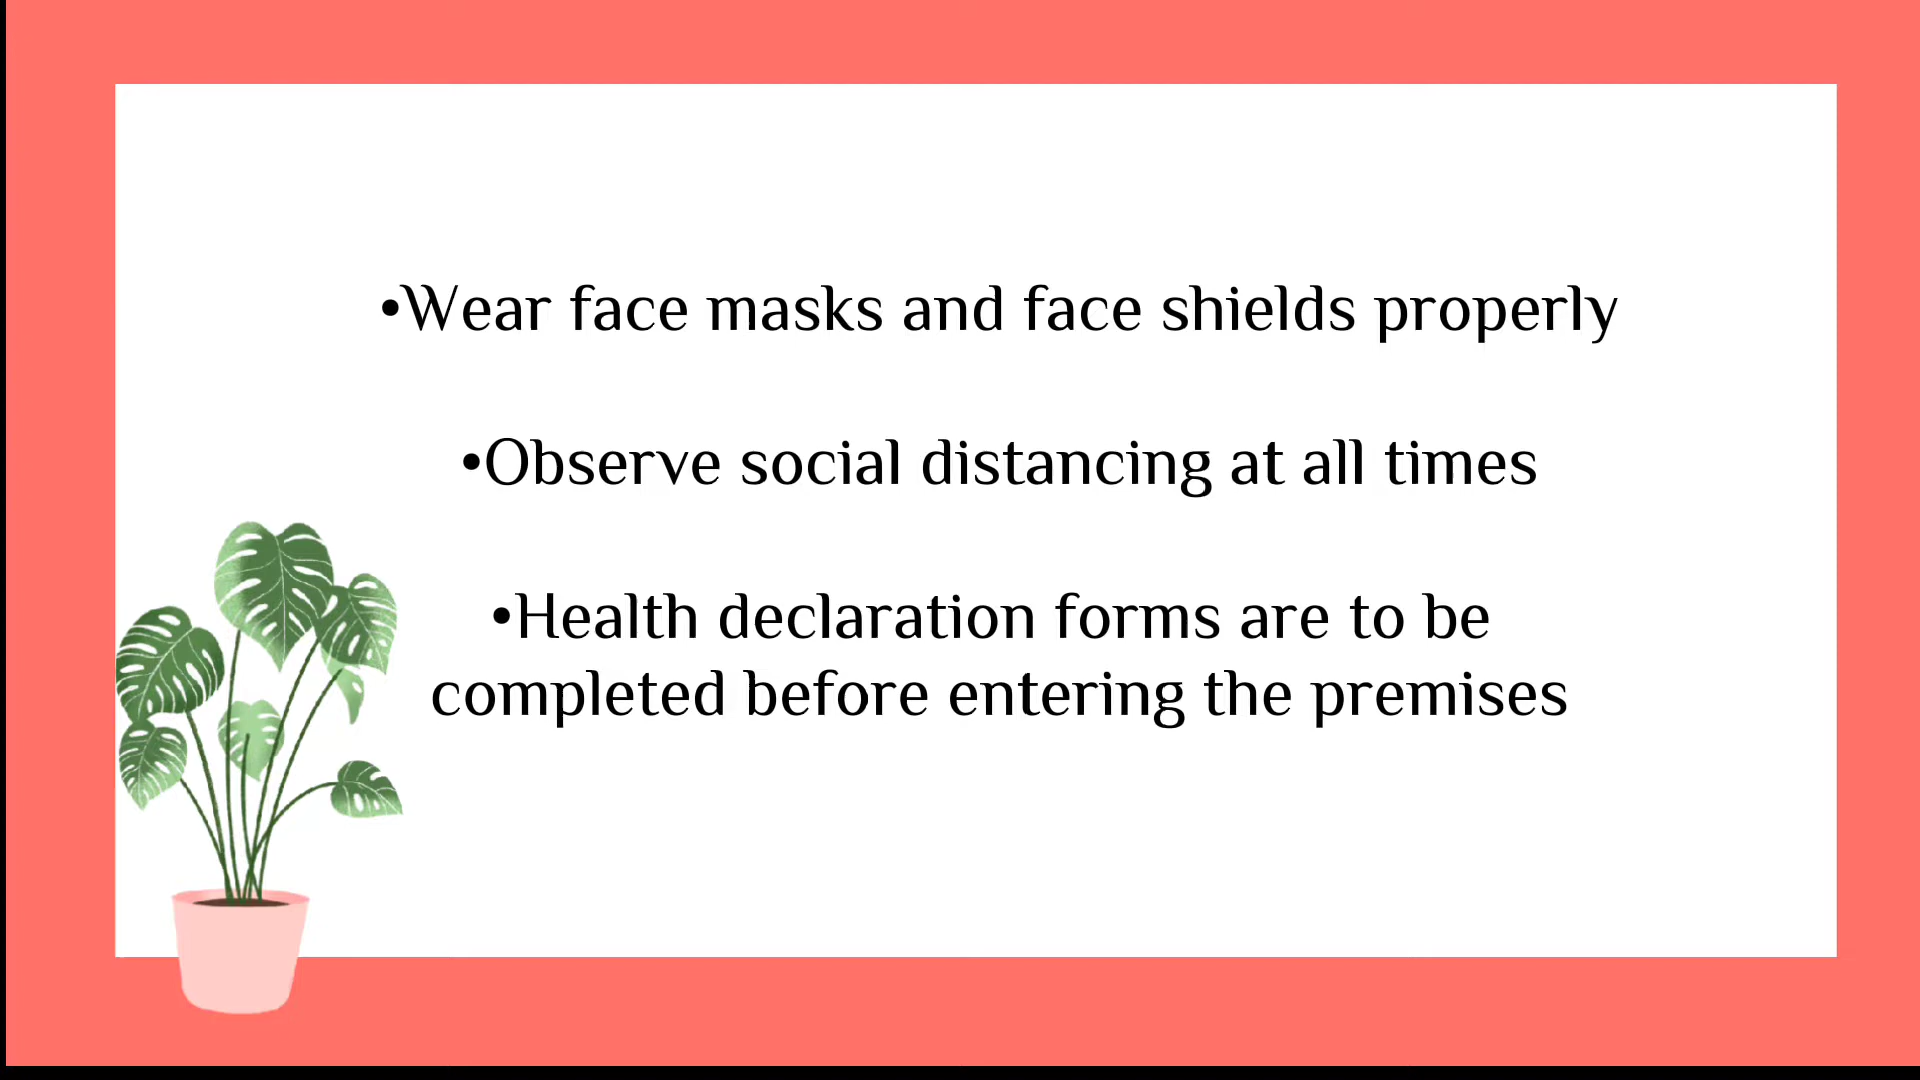 •Wear face masks and face shields properly
•Observe social distancing at all times
•Health declaration forms are to be
completed before entering the premises